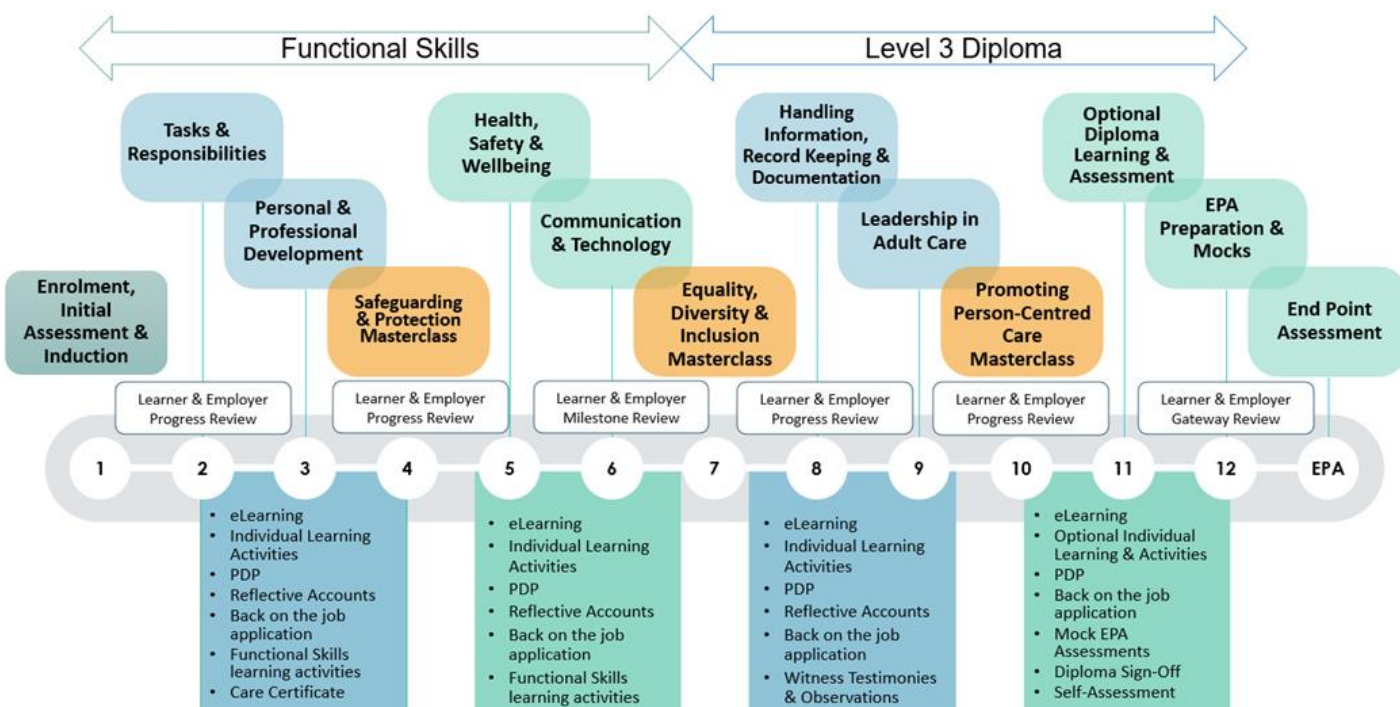 Functional Skills
Level 3 Diploma
Tasks &
Responsibilities
Personal &
Professional
Development
Health,
Safety &
Wellbeing
Communication
& Technology
Handling
Information,
Record Keeping &
Documentation
Leadership in
Adult Care
Optional
Diploma
Learning &
Assessment
EPA
Preparation &
Mocks
Enrolment,
Initial
Assessment &
Induction
Safeguarding
& Protection
Masterclass
Equality,
Diversity &
Inclusion
Masterclass
Promoting
Person-Centred
Care
Masterclass
End Point
Assessment
Learner & Employer
Progress Review
Learner & Employer
Progress Review
Learner & Employer
Milestone Review
Learner & Employer
Progress Review
Learner & Employer
Progress Review
Learner & Employer
Gateway Review
1
2
3
4
5
6
7
8
9
10
11
12
EPA
• eLearning
• Individual Learning
Activities
• PDP
• Reflective Accounts
• Back on the job
application
• Functional Skills
learning activities
• Care Certificate
• eLearning
• Individual Learning
Activities
• PDP
• Reflective Accounts
• Back on the job
application
• Functional Skills
learning activities
• eLearning
• Individual Learning
Activities
• PDP
• Reflective Accounts
• Back on the job
application
• Witness Testimonies
& Observations
• eLearning
• Optional Individual
Learning & Activities
• PDP
• Back on the job
application
• Mock EPA
Assessments
• Diploma Sign-Off
• Self-Assessment